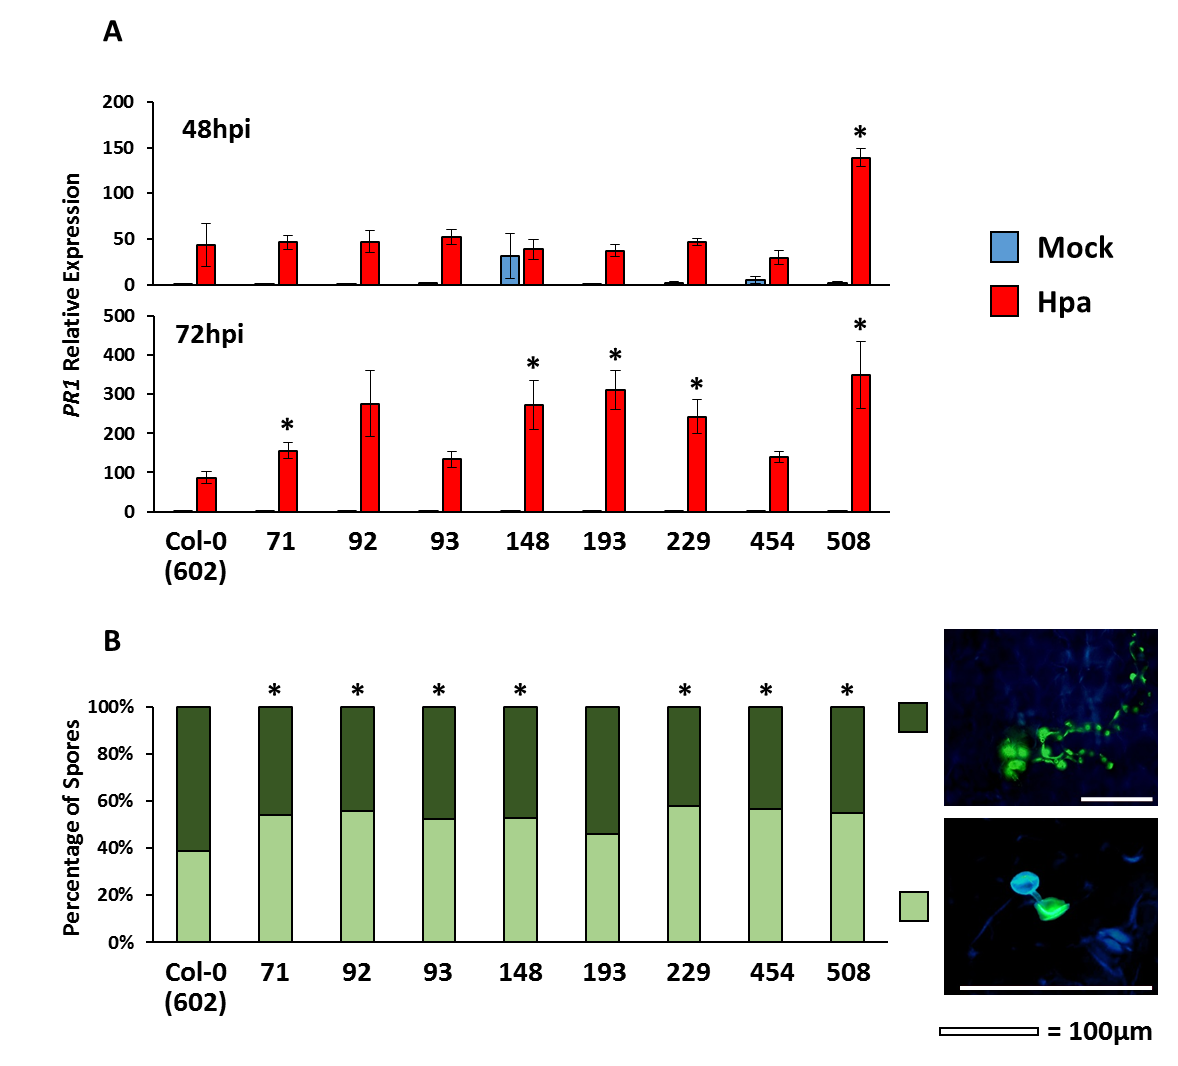 A
200
150
100
50
0
48hpi
*
PR1 Relative Expression
Mock
Hpa
500
400
300
200
100
0
72hpi
* * * * *
Col-0 71 92 93 148 193 229 454 508
(602)
B
* * * * * * *
100%
80%
60%
40%
20%
0%
Percentage of Spores
Col-0 71 92 93 148 193 229 454 508
(602)
= 100μm